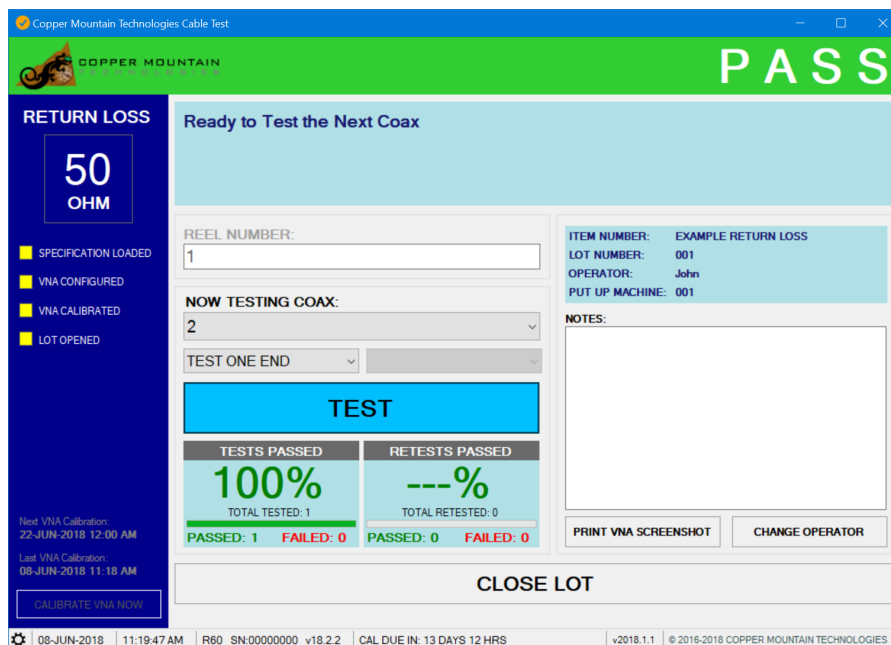 Copper Mountain Technologies Cable Test
COPPER MOUNTAIN
TECHNOLOGIES
PASS
RETURN LOSS
50
OHM
SPECIFICATION LOADED
VNA CONFIGURED
VNA CALIBRATED
LOT OPENED
Next VNA Calibration:
22-JUN-2018 12:00 AM
Last VNA Calibration:
08-JUN-2018 11:18 AM
CALIBRATE VNA NOW
Ready to Test the Next Coax
REEL NUMBER:
1
NOW TESTING COAX:
2
TEST ONE END
TEST
TESTS PASSED
100%
TOTAL TESTED: 1
PASSED: 1 FAILED: 0
RETESTS PASSED
---%
TOTAL RETESTED: 0
PASSED: 0 FAILED: 0
ITEM NUMBER: EXAMPLE RETURN LOSS
LOT NUMBER: 001
OPERATOR: John
PUT UP MACHINE: 001
NOTES:
PRINT VNA SCREENSHOT
CHANGE OPERATOR
CLOSE LOT
08-JUN-2018 11:19:47 AM R60 SN:00000000 v18.2.2 CAL DUE IN: 13 DAYS 12 HRS v2018.1.1 © 2016-2018 COPPER MOUNTAIN TECHNOLOGIES